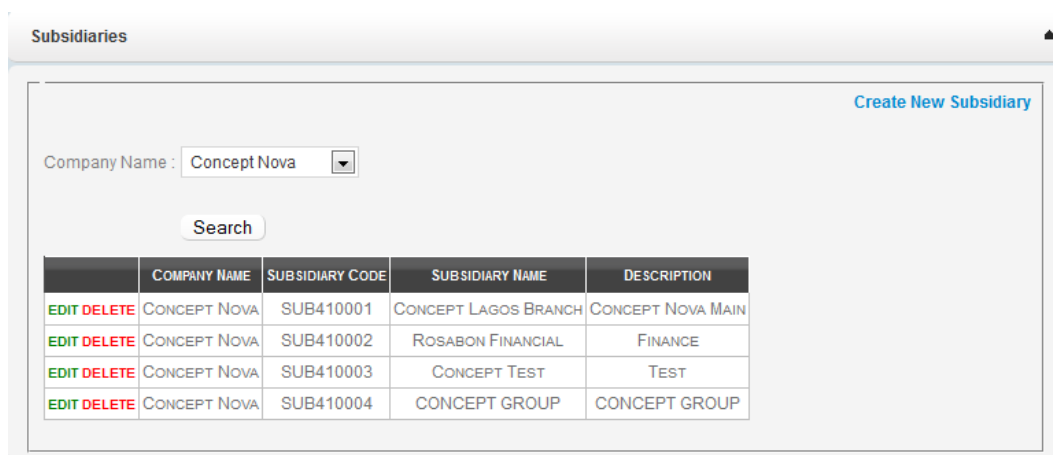 Subsidiaries
Create New Subsidiary
Company Name : Concept Nova
Search
COMPANY NAME SUBSIDIARY CODE SUBSIDIARY NAME DESCRIPTION
EDIT DELETE CONCEPT NOVA SUB410001 CONCEPT LAGOS BRANCH CONCEPT NOVA MAIN
EDIT DELETE CONCEPT NOVA SUB410002 ROSABON FINANCIAL FINANCE
EDIT DELETE CONCEPT NOVA SUB410003 CONCEPT TEST TEST
EDIT DELETE CONCEPT NOVA SUB410004 CONCEPT GROUP CONCEPT GROUP